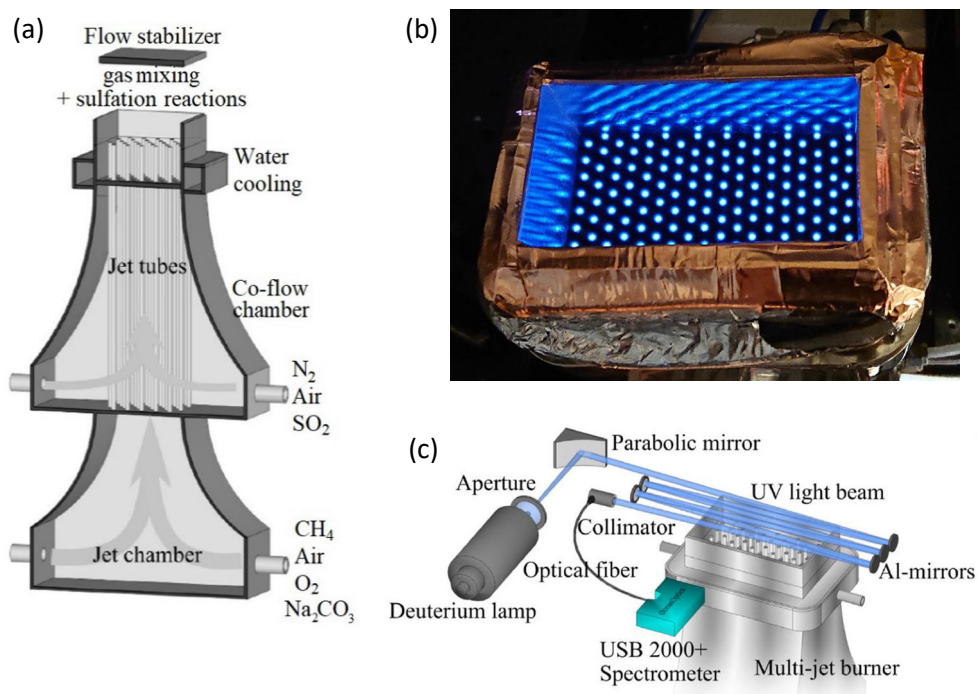 (a)
Flow stabilizer
gas mixing
+ sulfation reactions
Water
cooling
Jet tubes
Co-flow
chamber
N₂
Air
SO₂
Jet chamber
CH₄
Air
O₂
Na₂CO₃
(b)
(c)
Parabolic mirror
Aperture
UV light beam
Collimator
Optical fiber
Al-mirrors
Deuterium lamp
USB 2000+
Spectrometer
Multi-jet burner